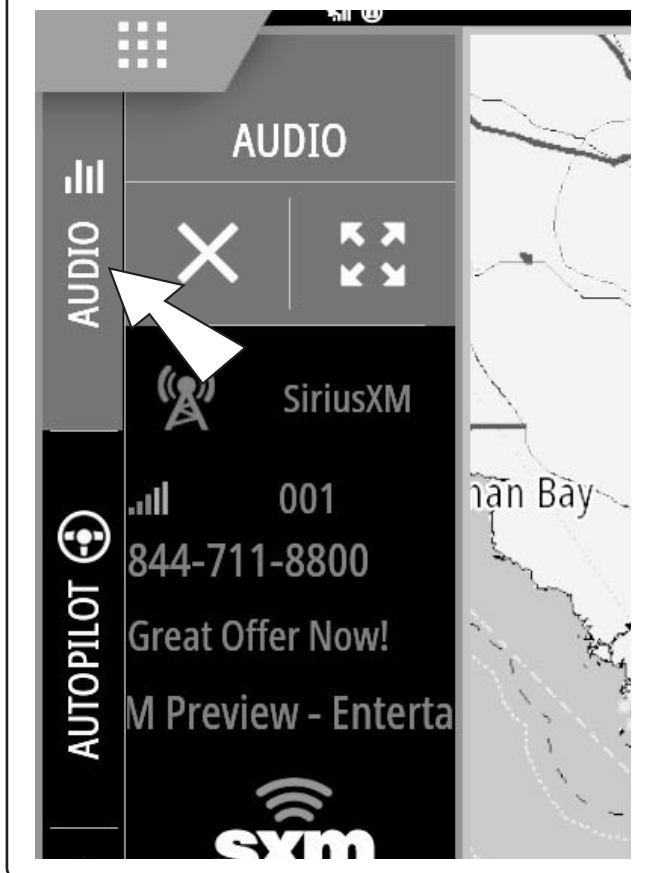 AUDIO
AUDIO
SiriusXM
001
844-711-8800
Great Offer Now!
M Preview - Enterta
sxm
AUTOPILOT
nan Bay